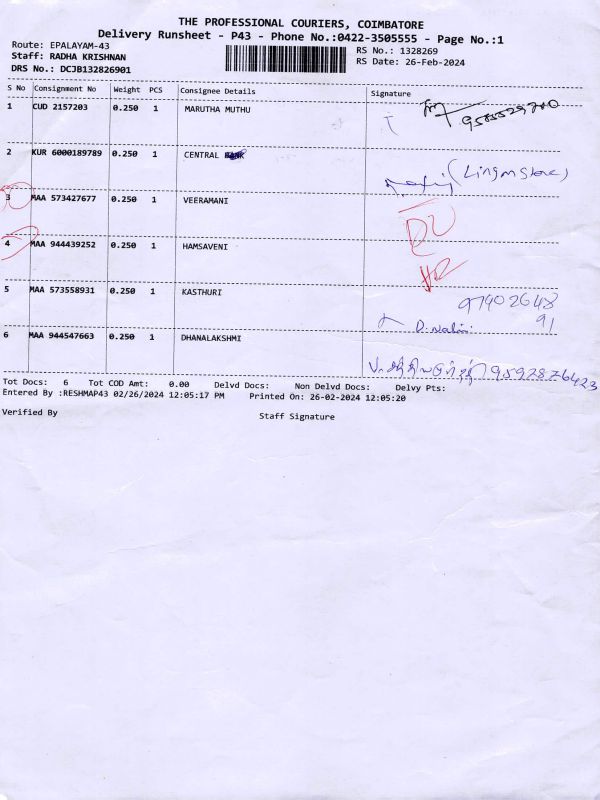 THE PROFESSIONAL COURIERS, COIMBATORE
Delivery Runsheet - P43 - Phone No.:0422-3505555 - Page No.:1
Route: EPALAYAM-43
Staff: RADHA KRISHNAN
DRS No.: DCJB132826901
RS No.: 1328269
RS Date: 26-Feb-2024
S No Consignment No Weight PCS Consignee Details Signature
1 CUD 2157203 0.250 1 MARUTHA MUTHU
2 KUR 6000189789 0.250 1 CENTRAL BANK
3 MAA 573427677 0.250 1 VEERAMANI
4 MAA 944439252 0.250 1 HAMSAVENI
5 MAA 573558931 0.250 1 KASTHURI 97902648
91
6 MAA 944547663 0.250 1 DHANALAKSHMI 9592876423
Tot Docs: 6 Tot COD Amt: 0.00 Delvd Docs: Non Delvd Docs: Delvy Pts:
Entered By :RESHMAP43 02/26/2024 12:05:17 PM Printed On: 26-02-2024 12:05:20
Verified By Staff Signature